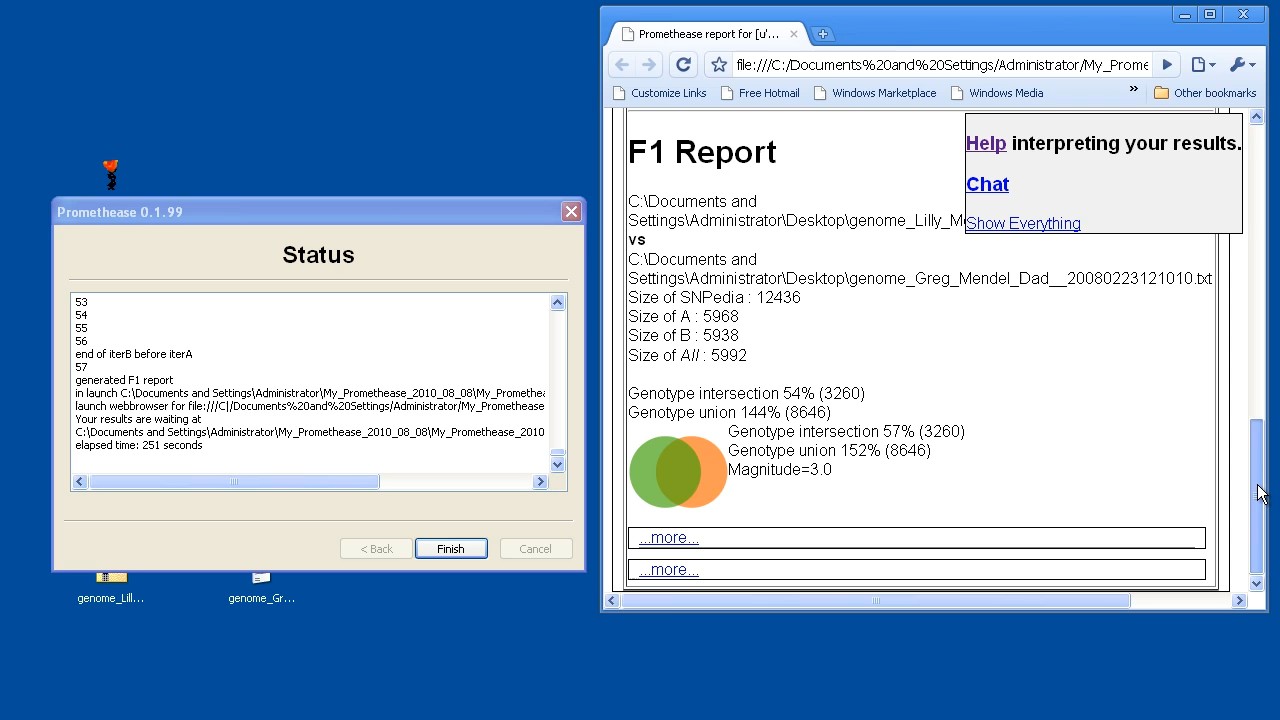 Promethease 0.1.99
Status
53
54
55
56
end of iterB before iterA
57
generated F1 report
in launch C:\Documents and Settings\Administrator\My_Promethease_2010_08_08\My_Promethea
launch webbrowser for file:///C|/Documents%20and%20Settings/Administrator/My_Promethease
Your results are waiting at
C:\Documents and Settings\Administrator\My_Promethease_2010_08_08\My_Promethease_2010
elapsed time: 251 seconds
< Back
Finish
Cancel
genome_Lill...
genome_Gr...
Promethease report for [u'...
file:///C:/Documents%20and%20Settings/Administrator/My_Prome
Customize Links
Free Hotmail
Windows Marketplace
Windows Media
»
Other bookmarks
Help interpreting your results.
Chat
Show Everything
F1 Report
C:\Documents and
Settings\Administrator\Desktop\genome_Lilly_M
vs
C:\Documents and
Settings\Administrator\Desktop\genome_Greg_Mendel_Dad__20080223121010.txt
Size of SNPedia : 12436
Size of A : 5968
Size of B : 5938
Size of All : 5992
Genotype intersection 54% (3260)
Genotype union 144% (8646)
Genotype intersection 57% (3260)
Genotype union 152% (8646)
Magnitude=3.0
...more...
...more...